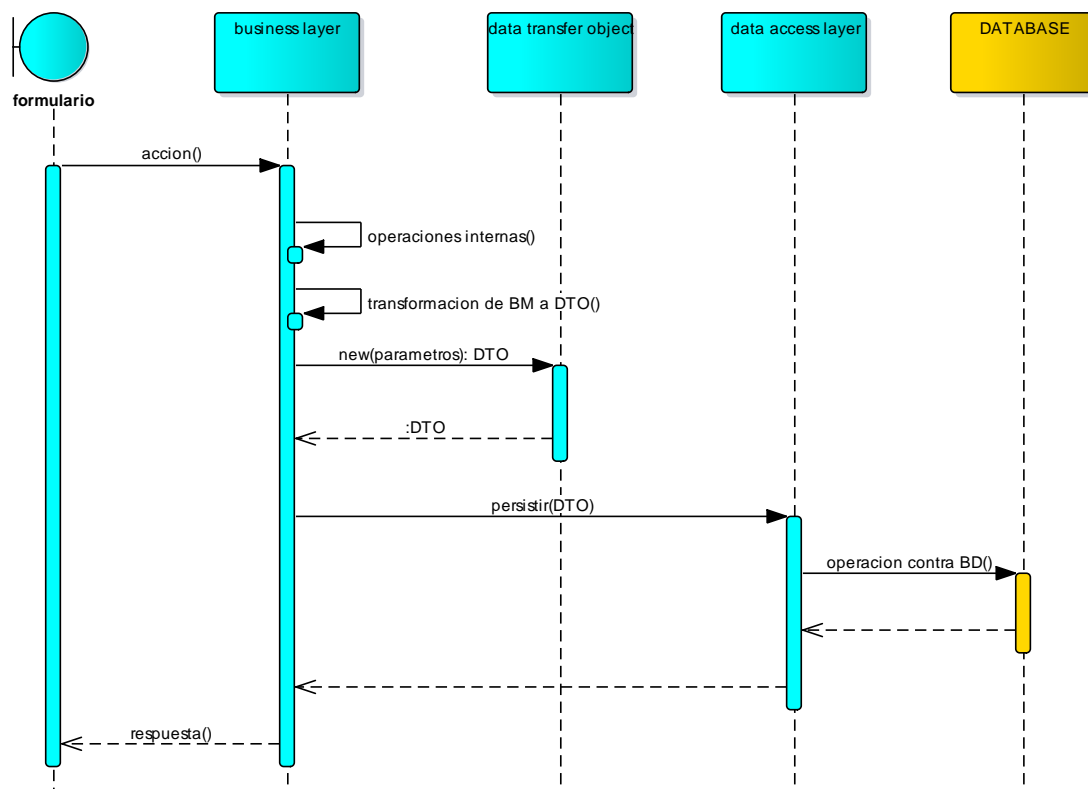 business layer
data transfer object
data access layer
DATABASE
formulario
accion()
operaciones internas()
transformacion de BM a DTO()
new(parametros): DTO
:DTO
persistir(DTO)
operacion contra BD()
respuesta()